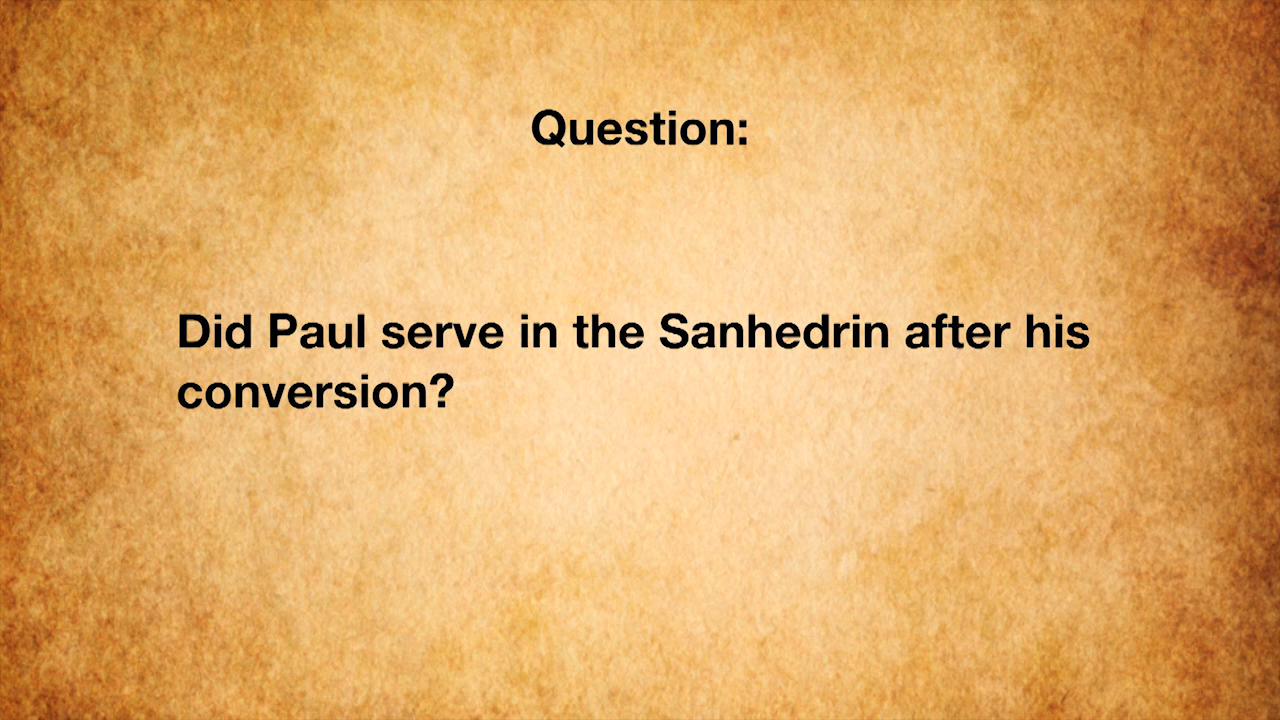 Question:
Did Paul serve in the Sanhedrin after his
conversion?